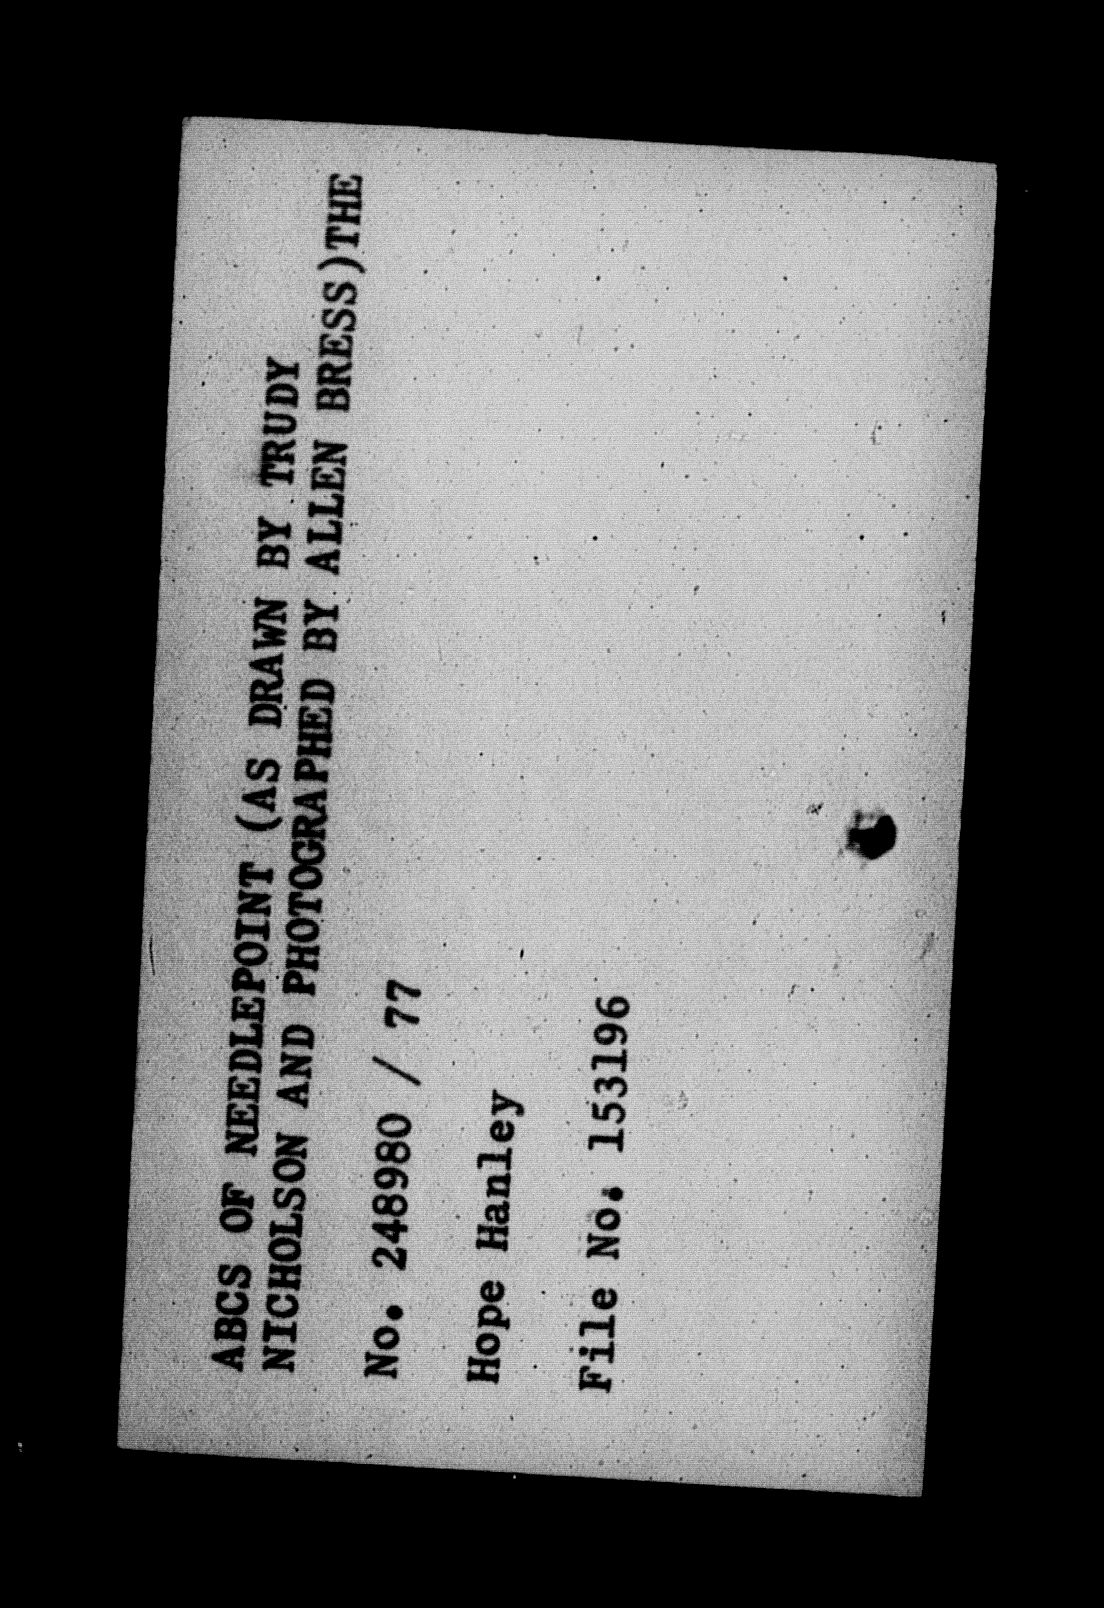 ABCS OF NEEDLEPOINT (AS DRAWN BY TRUDY
NICHOLSON AND PHOTOGRAPHED BY ALLEN BRESS)THE
No. 248980 / 77
Hope Hanley
File No. 153196